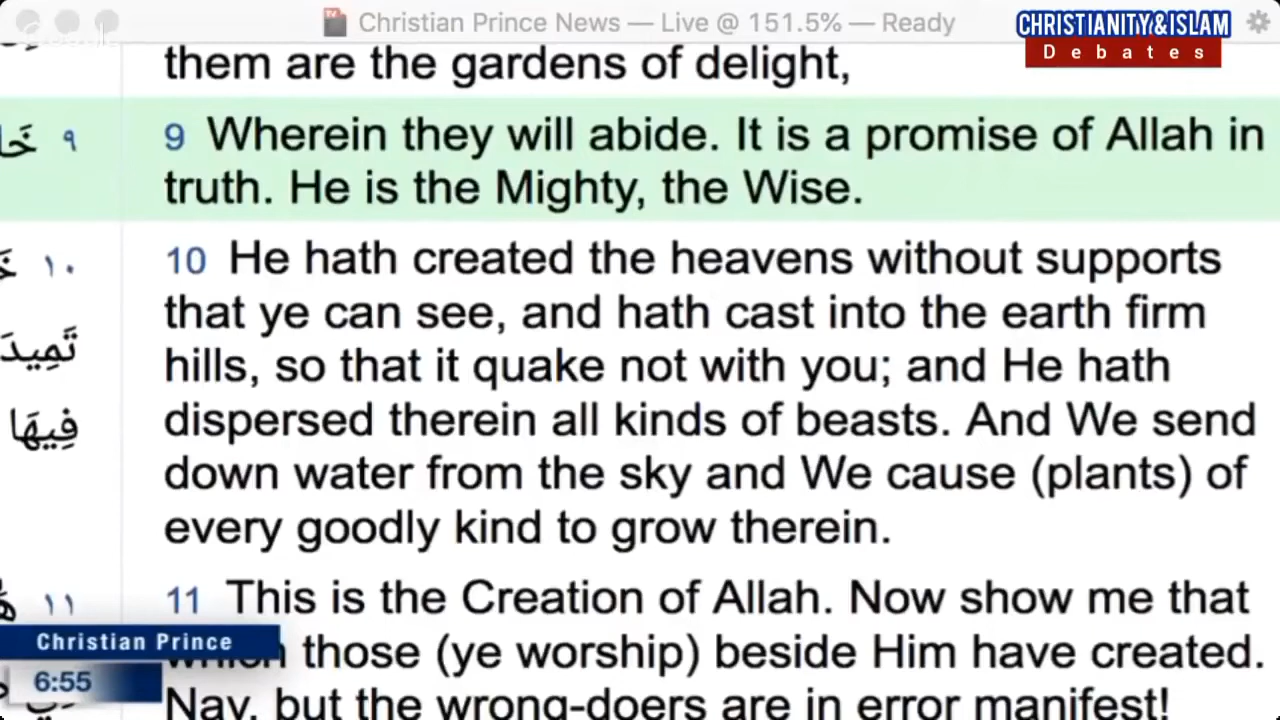 Christian Prince News — Live @ 151.5% — Ready
CHRISTIANITY & ISLAM
Debates
them are the gardens of delight,
٩
9 Wherein they will abide. It is a promise of Allah in
truth. He is the Mighty, the Wise.
١٠
10 He hath created the heavens without supports
that ye can see, and hath cast into the earth firm
تَمِيدَ
hills, so that it quake not with you; and He hath
فِيهَا
dispersed therein all kinds of beasts. And We send
down water from the sky and We cause (plants) of
every goodly kind to grow therein.
١١
11 This is the Creation of Allah. Now show me that
which those (ye worship) beside Him have created.
Nay, but the wrong-doers are in error manifest!
Christian Prince
6:55